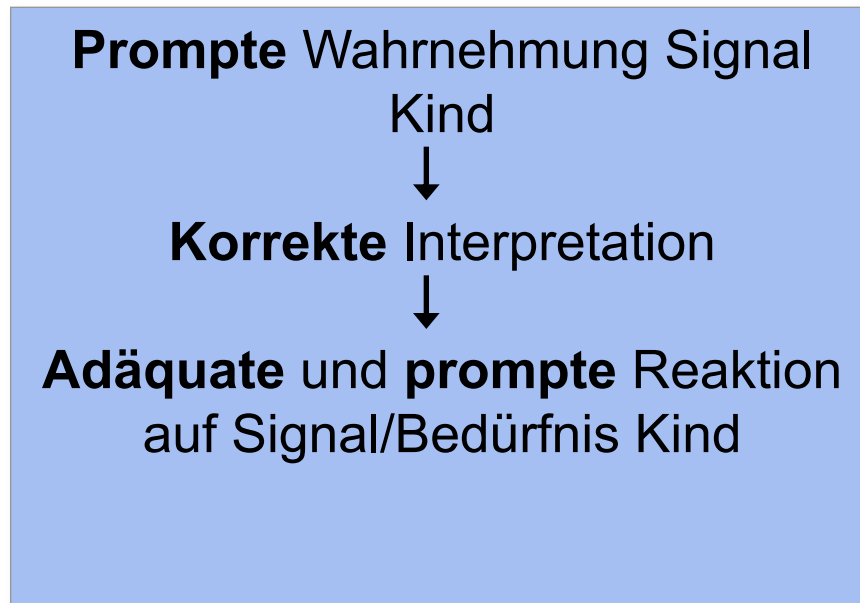 Prompte Wahrnehmung Signal
Kind
↓
Korrekte Interpretation
↓
Adäquate und prompte Reaktion
auf Signal/Bedürfnis Kind